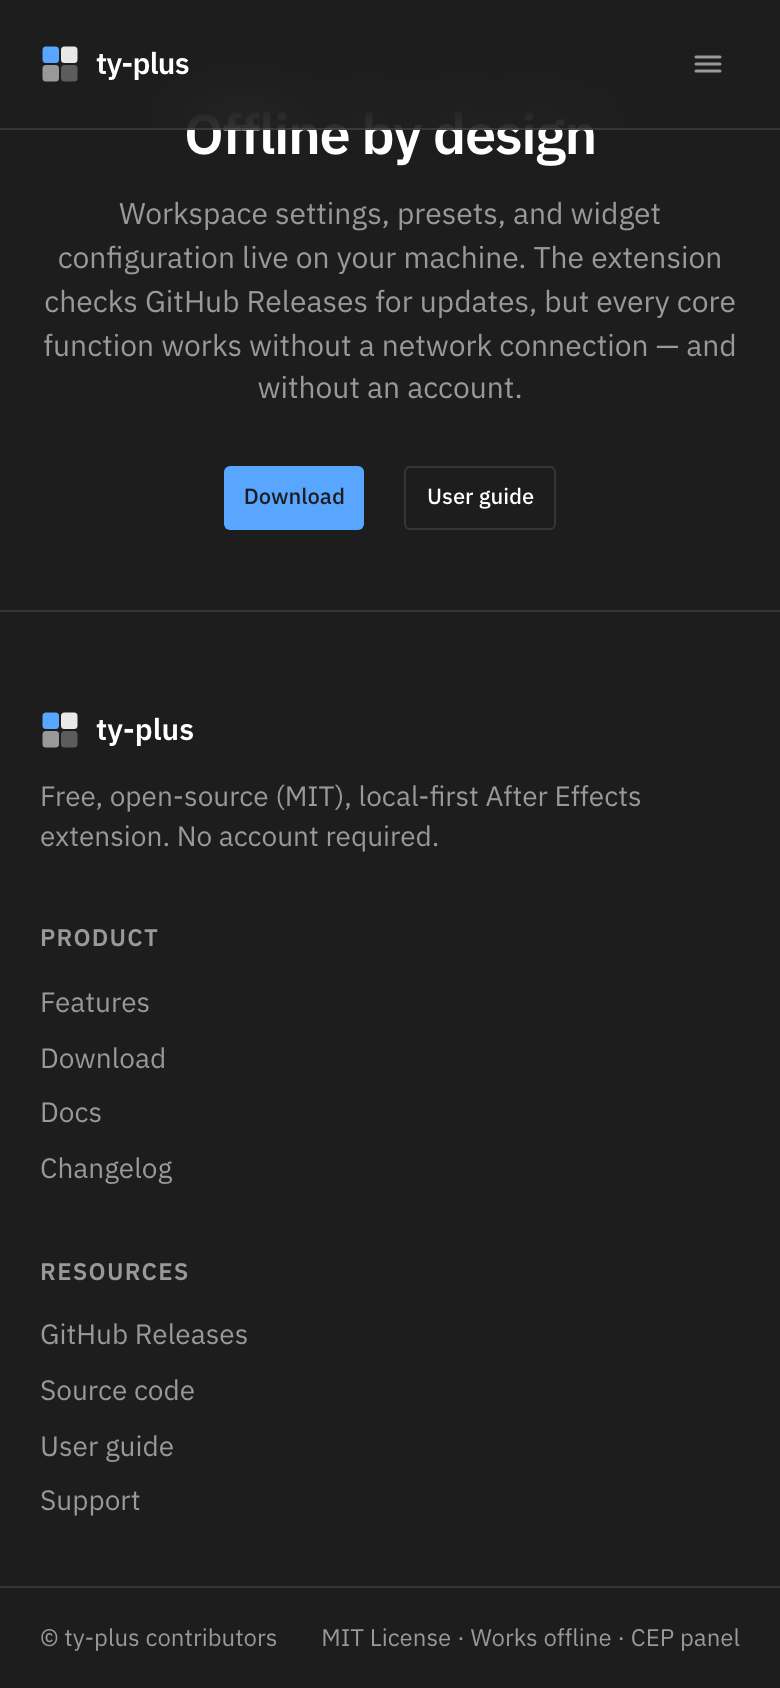 ty-plus
Offline by design
Workspace settings, presets, and widget
configuration live on your machine. The extension
checks GitHub Releases for updates, but every core
function works without a network connection — and
without an account.
Download
User guide
ty-plus
Free, open-source (MIT), local-first After Effects
extension. No account required.
PRODUCT
Features
Download
Docs
Changelog
RESOURCES
GitHub Releases
Source code
User guide
Support
© ty-plus contributors
MIT License · Works offline · CEP panel